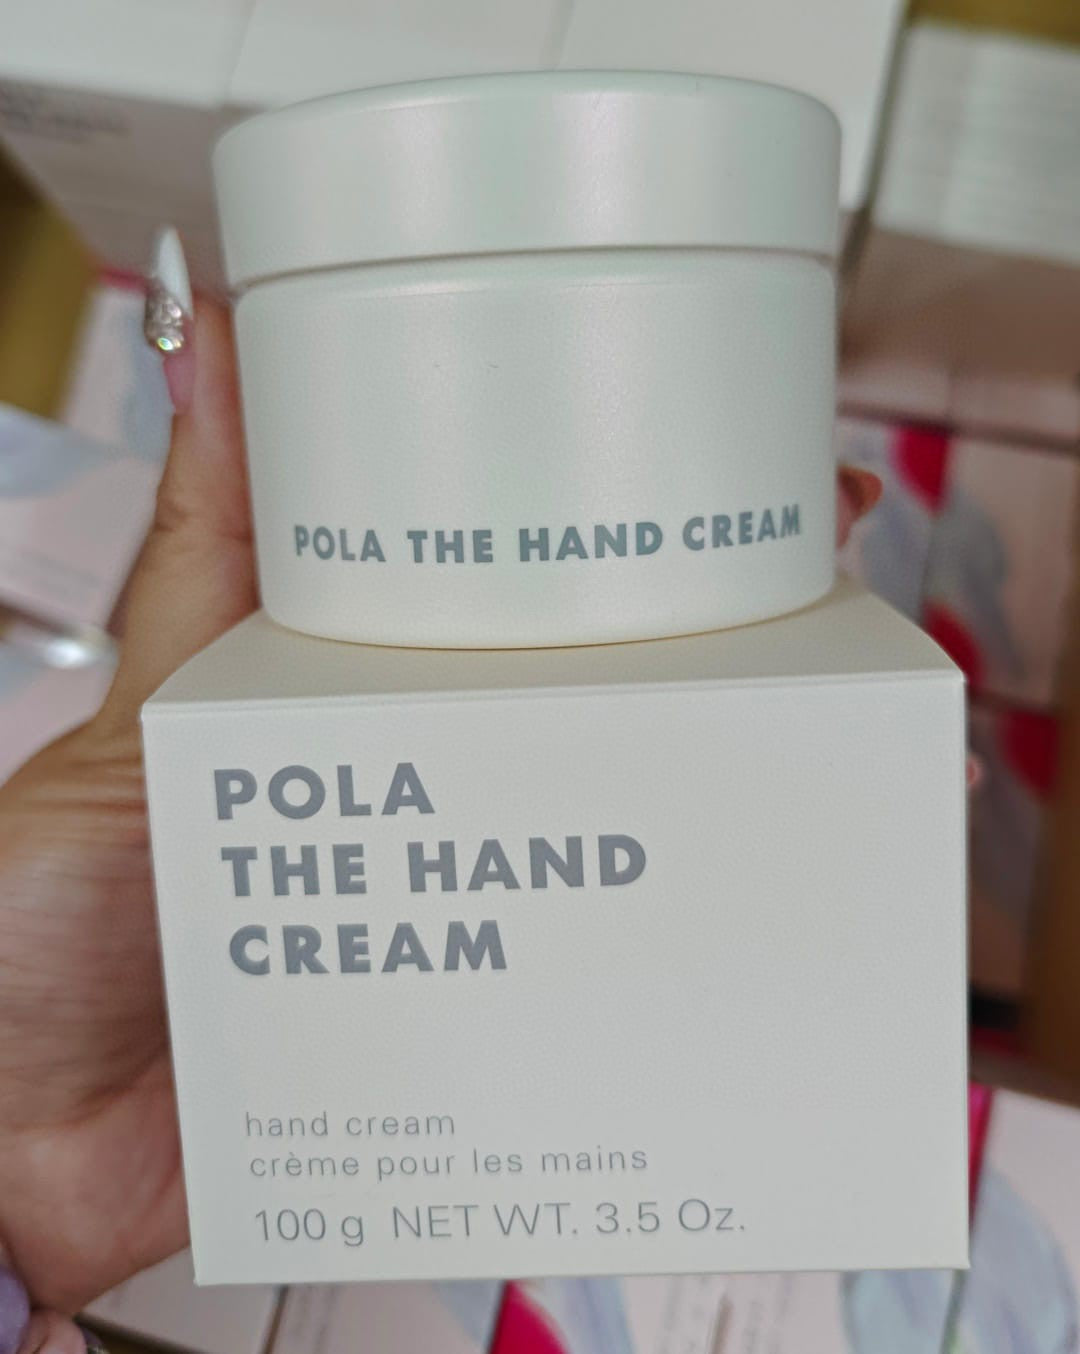 POLA THE HAND CREAM
POLA
THE HAND
CREAM
hand cream
crème pour les mains
100 g NET WT. 3.5 Oz.